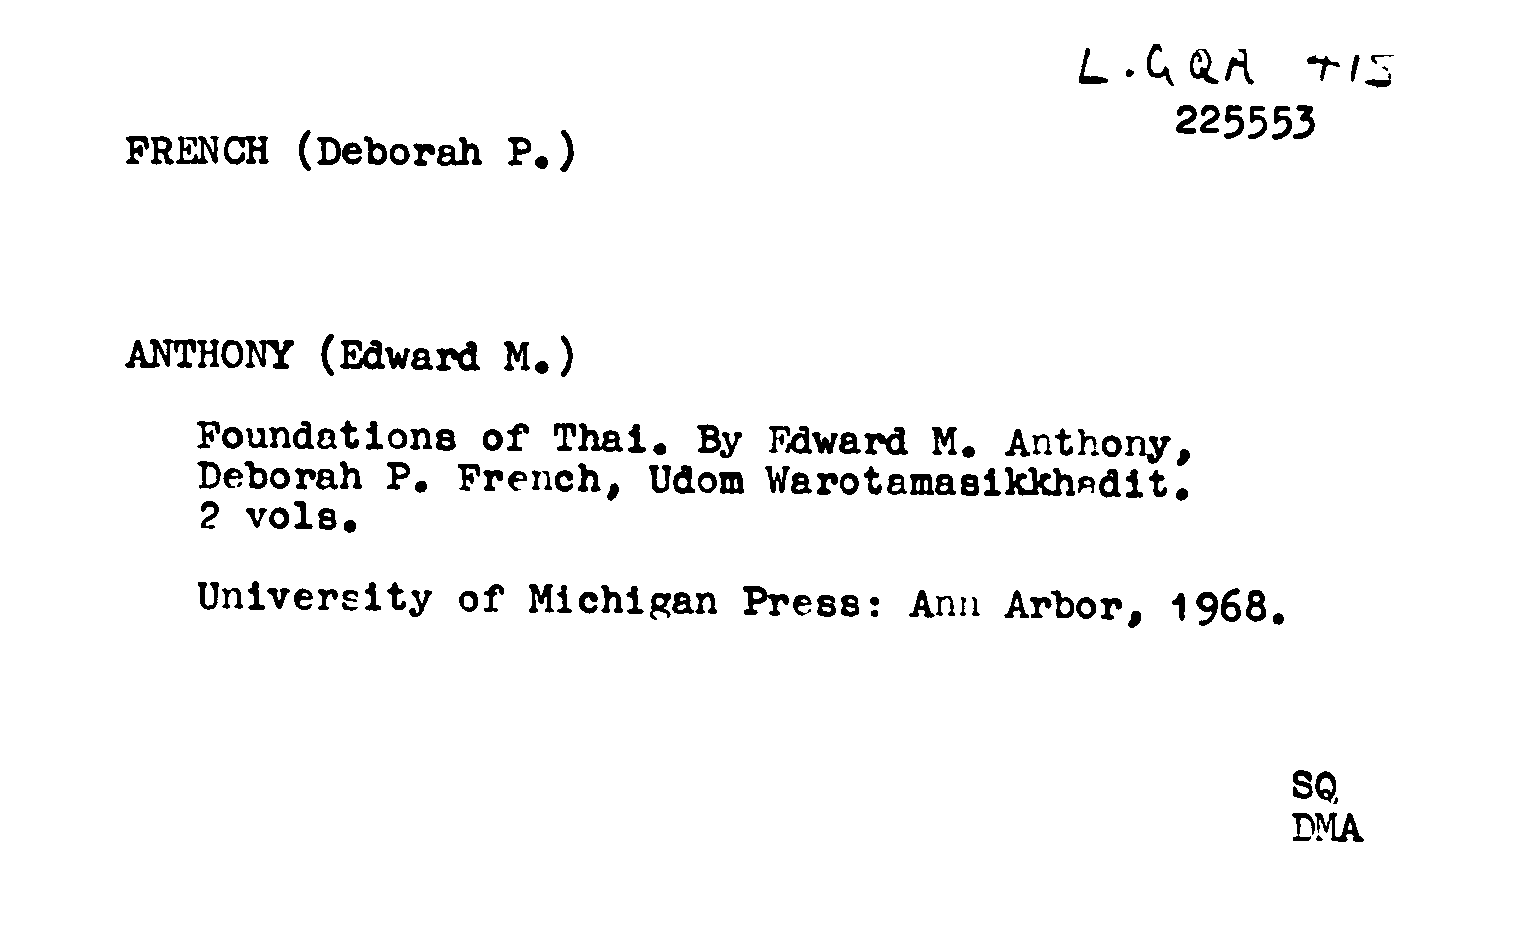 L.GQA +15
225553
FRENCH (Deborah P.)
ANTHONY (Edward M.)
Foundations of Thai. By Edward M. Anthony,
Deborah P. French, Udom Warotamasikkhadit.
2 vols.
University of Michigan Press: Ann Arbor, 1968.
SQ
DMA